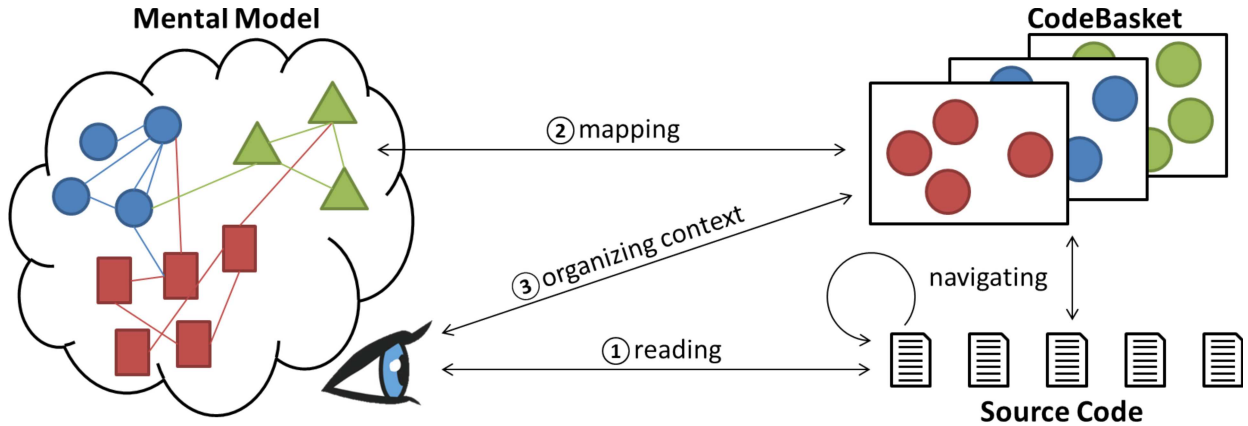 Mental Model
CodeBasket
② mapping
③ organizing context
navigating
① reading
Source Code